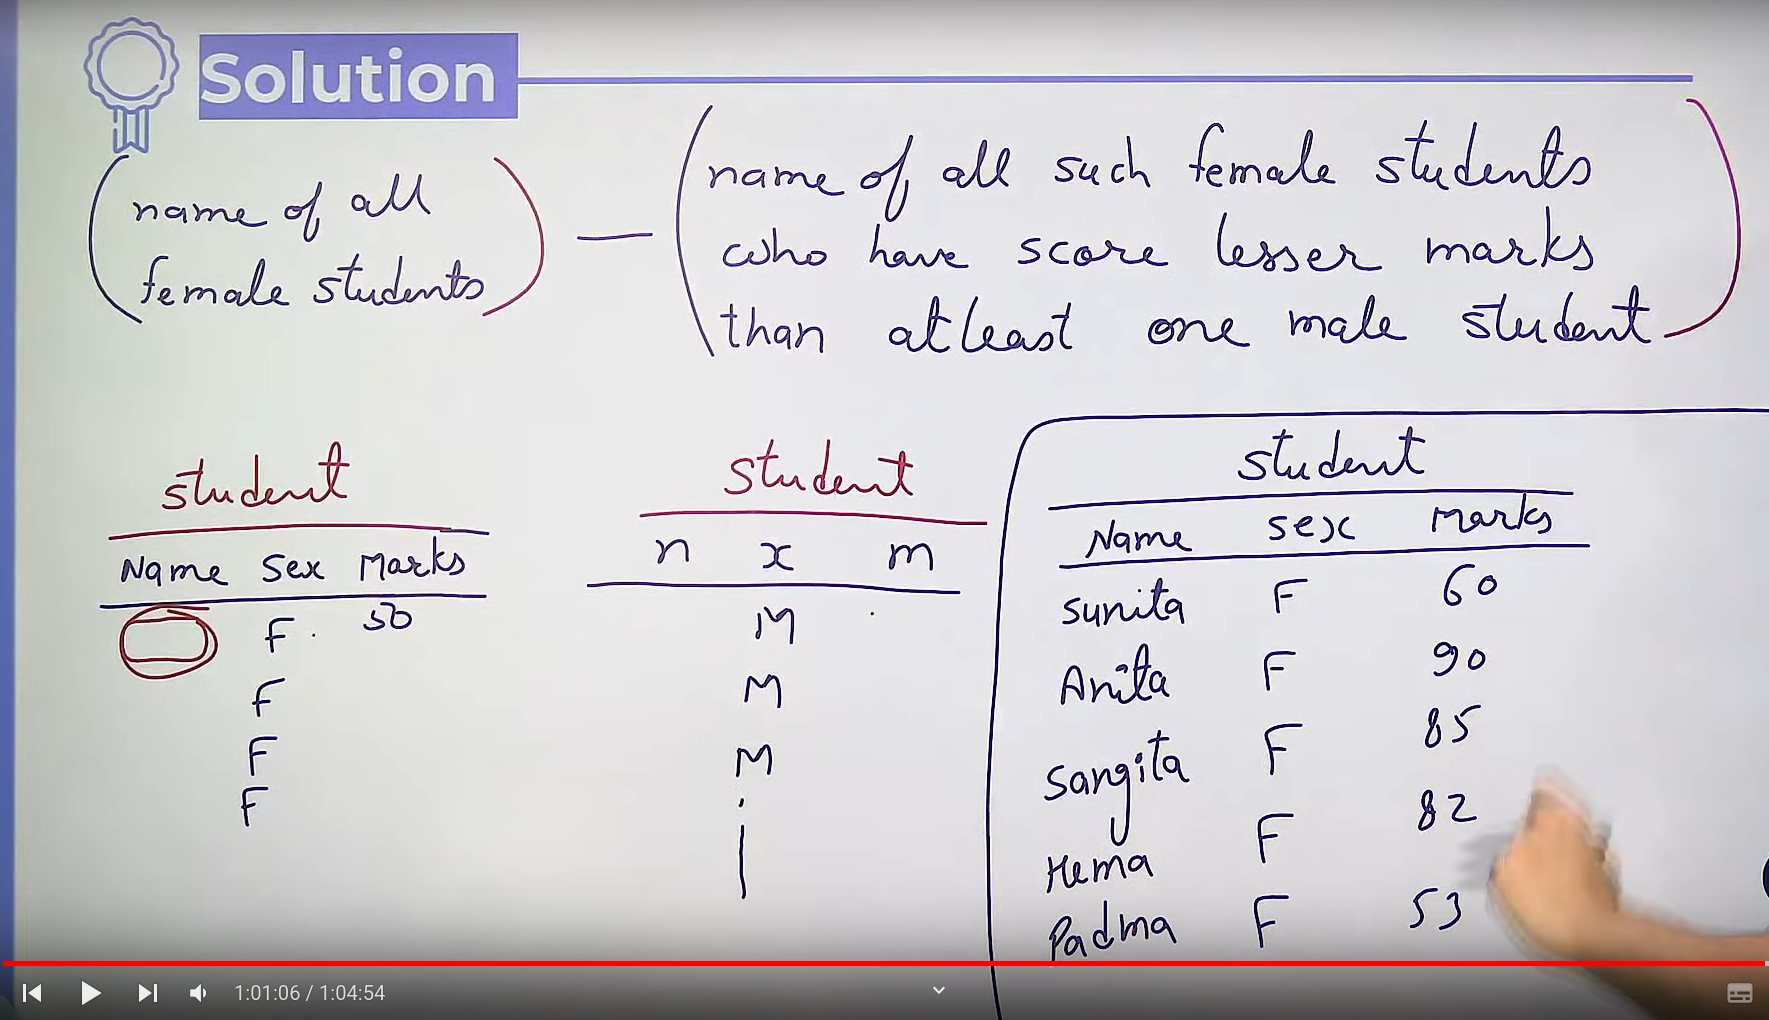 Solution
name of all
female students
—
name of all such female students
who have score lesser marks
than atleast one male student
student
Name Sex Marks
F 50
F
F
F
student
n x m
M
M
M
student
Name Sex Marks
Sunita F 60
Anita F 90
Sangita F 85
Hema F 82
Padma F 53
1:01:06 / 1:04:54